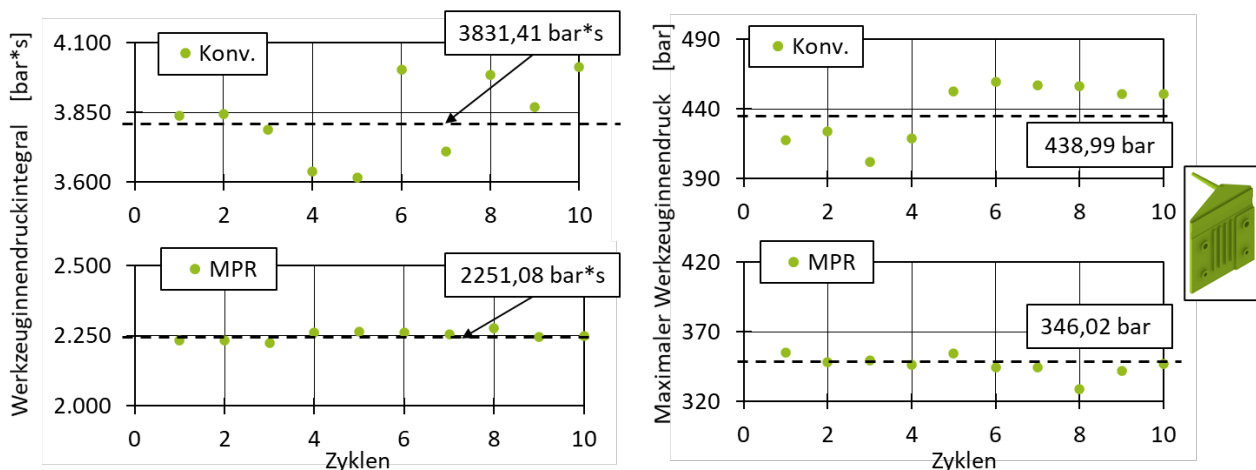 Werkzeuginnendruckintegral [bar*s]
4.100
3.850
3.600
Konv.
3831,41 bar*s
0 2 4 6 8 10
2.500
2.250
2.000
MPR
2251,08 bar*s
0 2 4 6 8 10
Zyklen
Maximaler Werkzeuginnendruck [bar]
490
440
390
Konv.
438,99 bar
0 2 4 6 8 10
420
370
320
MPR
346,02 bar
0 2 4 6 8 10
Zyklen